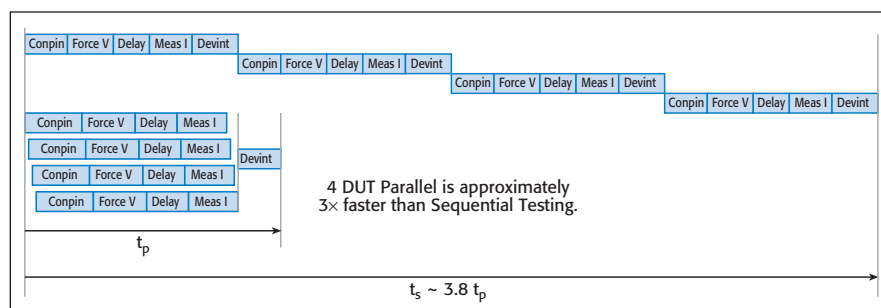 Conpin Force V Delay Meas I Devint
Conpin Force V Delay Meas I Devint
Conpin Force V Delay Meas I Devint
Conpin Force V Delay Meas I Devint
Conpin Force V Delay Meas I
Conpin Force V Delay Meas I
Devint
Conpin Force V Delay Meas I
Conpin Force V Delay Meas I
4 DUT Parallel is approximately
3× faster than Sequential Testing.
tp
ts ~ 3.8 tp